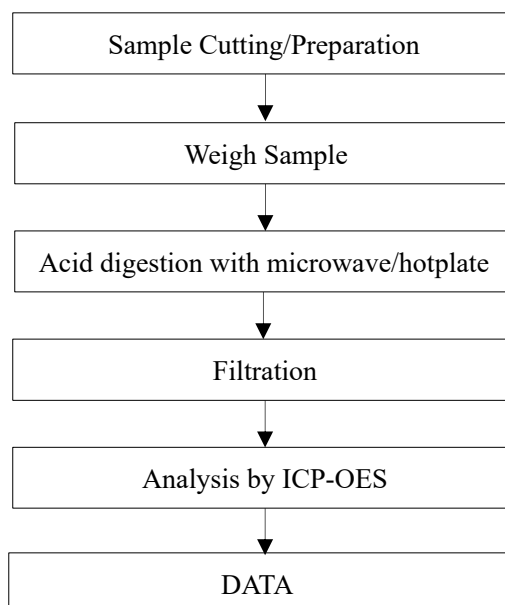 Sample Cutting/Preparation
Weigh Sample
Acid digestion with microwave/hotplate
Filtration
Analysis by ICP-OES
DATA